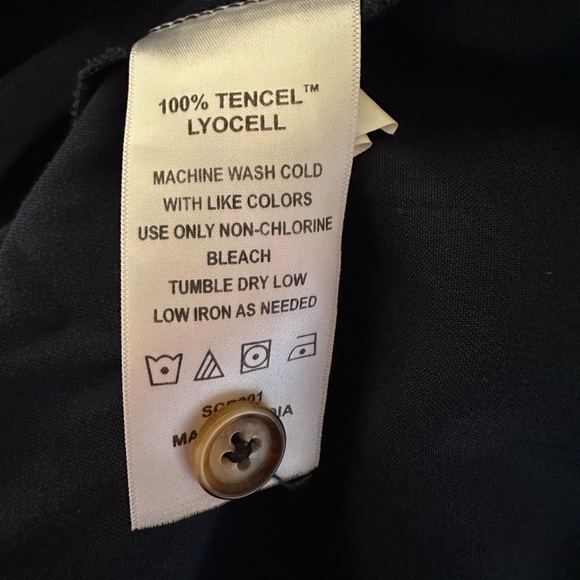 100% TENCEL™
LYOCELL
MACHINE WASH COLD
WITH LIKE COLORS
USE ONLY NON-CHLORINE
BLEACH
TUMBLE DRY LOW
LOW IRON AS NEEDED